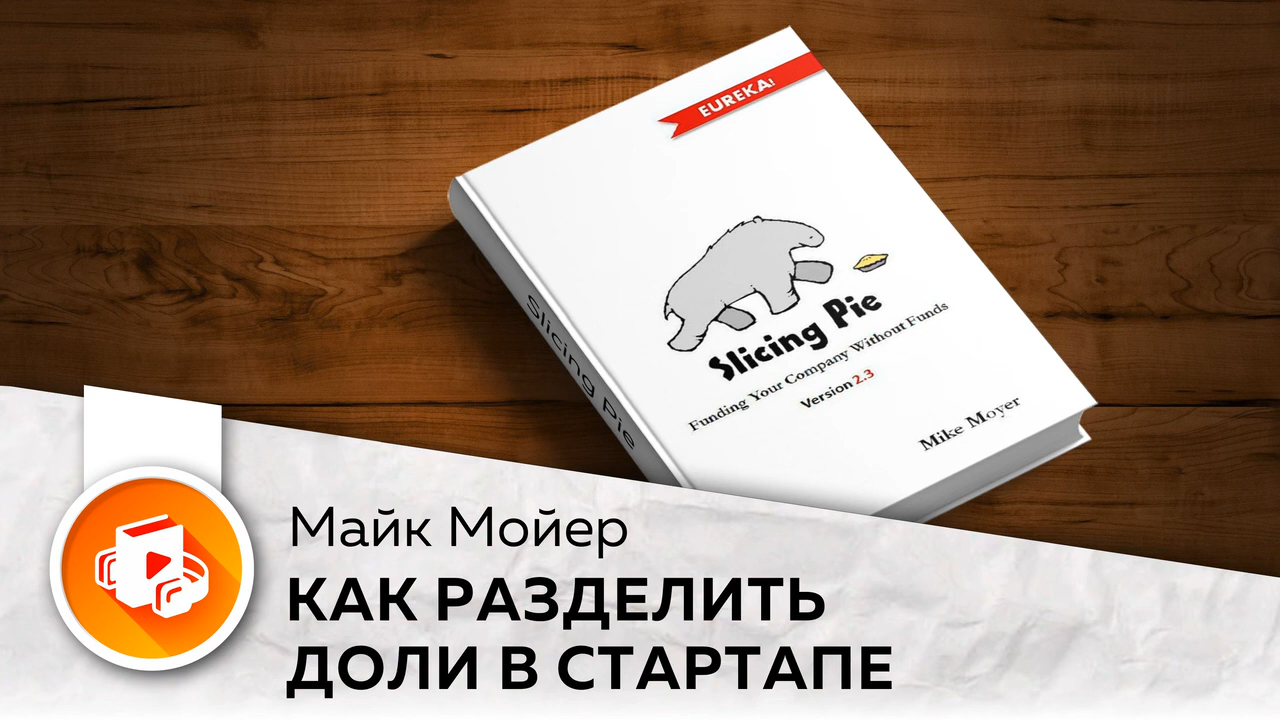 EUREKA!
Slicing Pie
Slicing Pie
Funding Your Company Without Funds
Version 2.3
Mike Moyer
Майк Мойер
КАК РАЗДЕЛИТЬ
ДОЛИ В СТАРТАПЕ